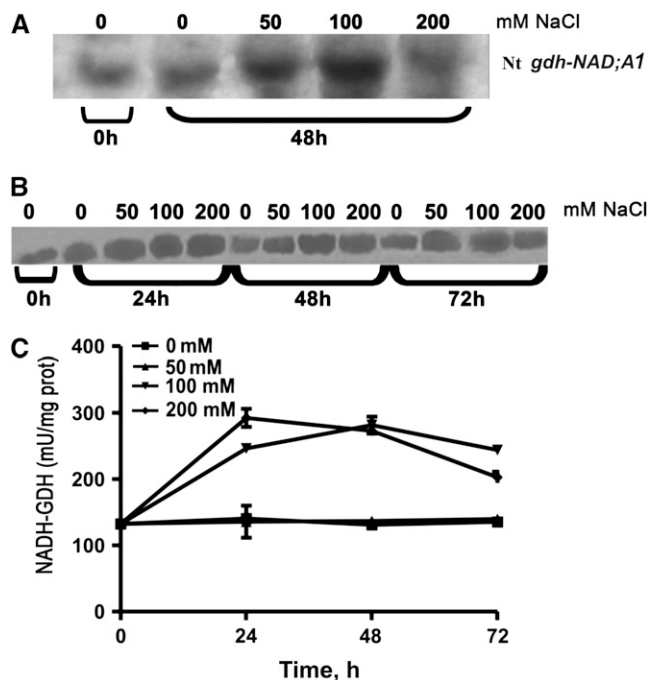 A
0 0 50 100 200 mM NaCl
Nt gdh-NAD;A1
0h 48h
B
0 0 50 100 200 0 50 100 200 0 50 100 200 mM NaCl
0h 24h 48h 72h
C
400
300
200
100
0
NADH-GDH (mU/mg prot)
0 mM
50 mM
100 mM
200 mM
0 24 48 72
Time, h